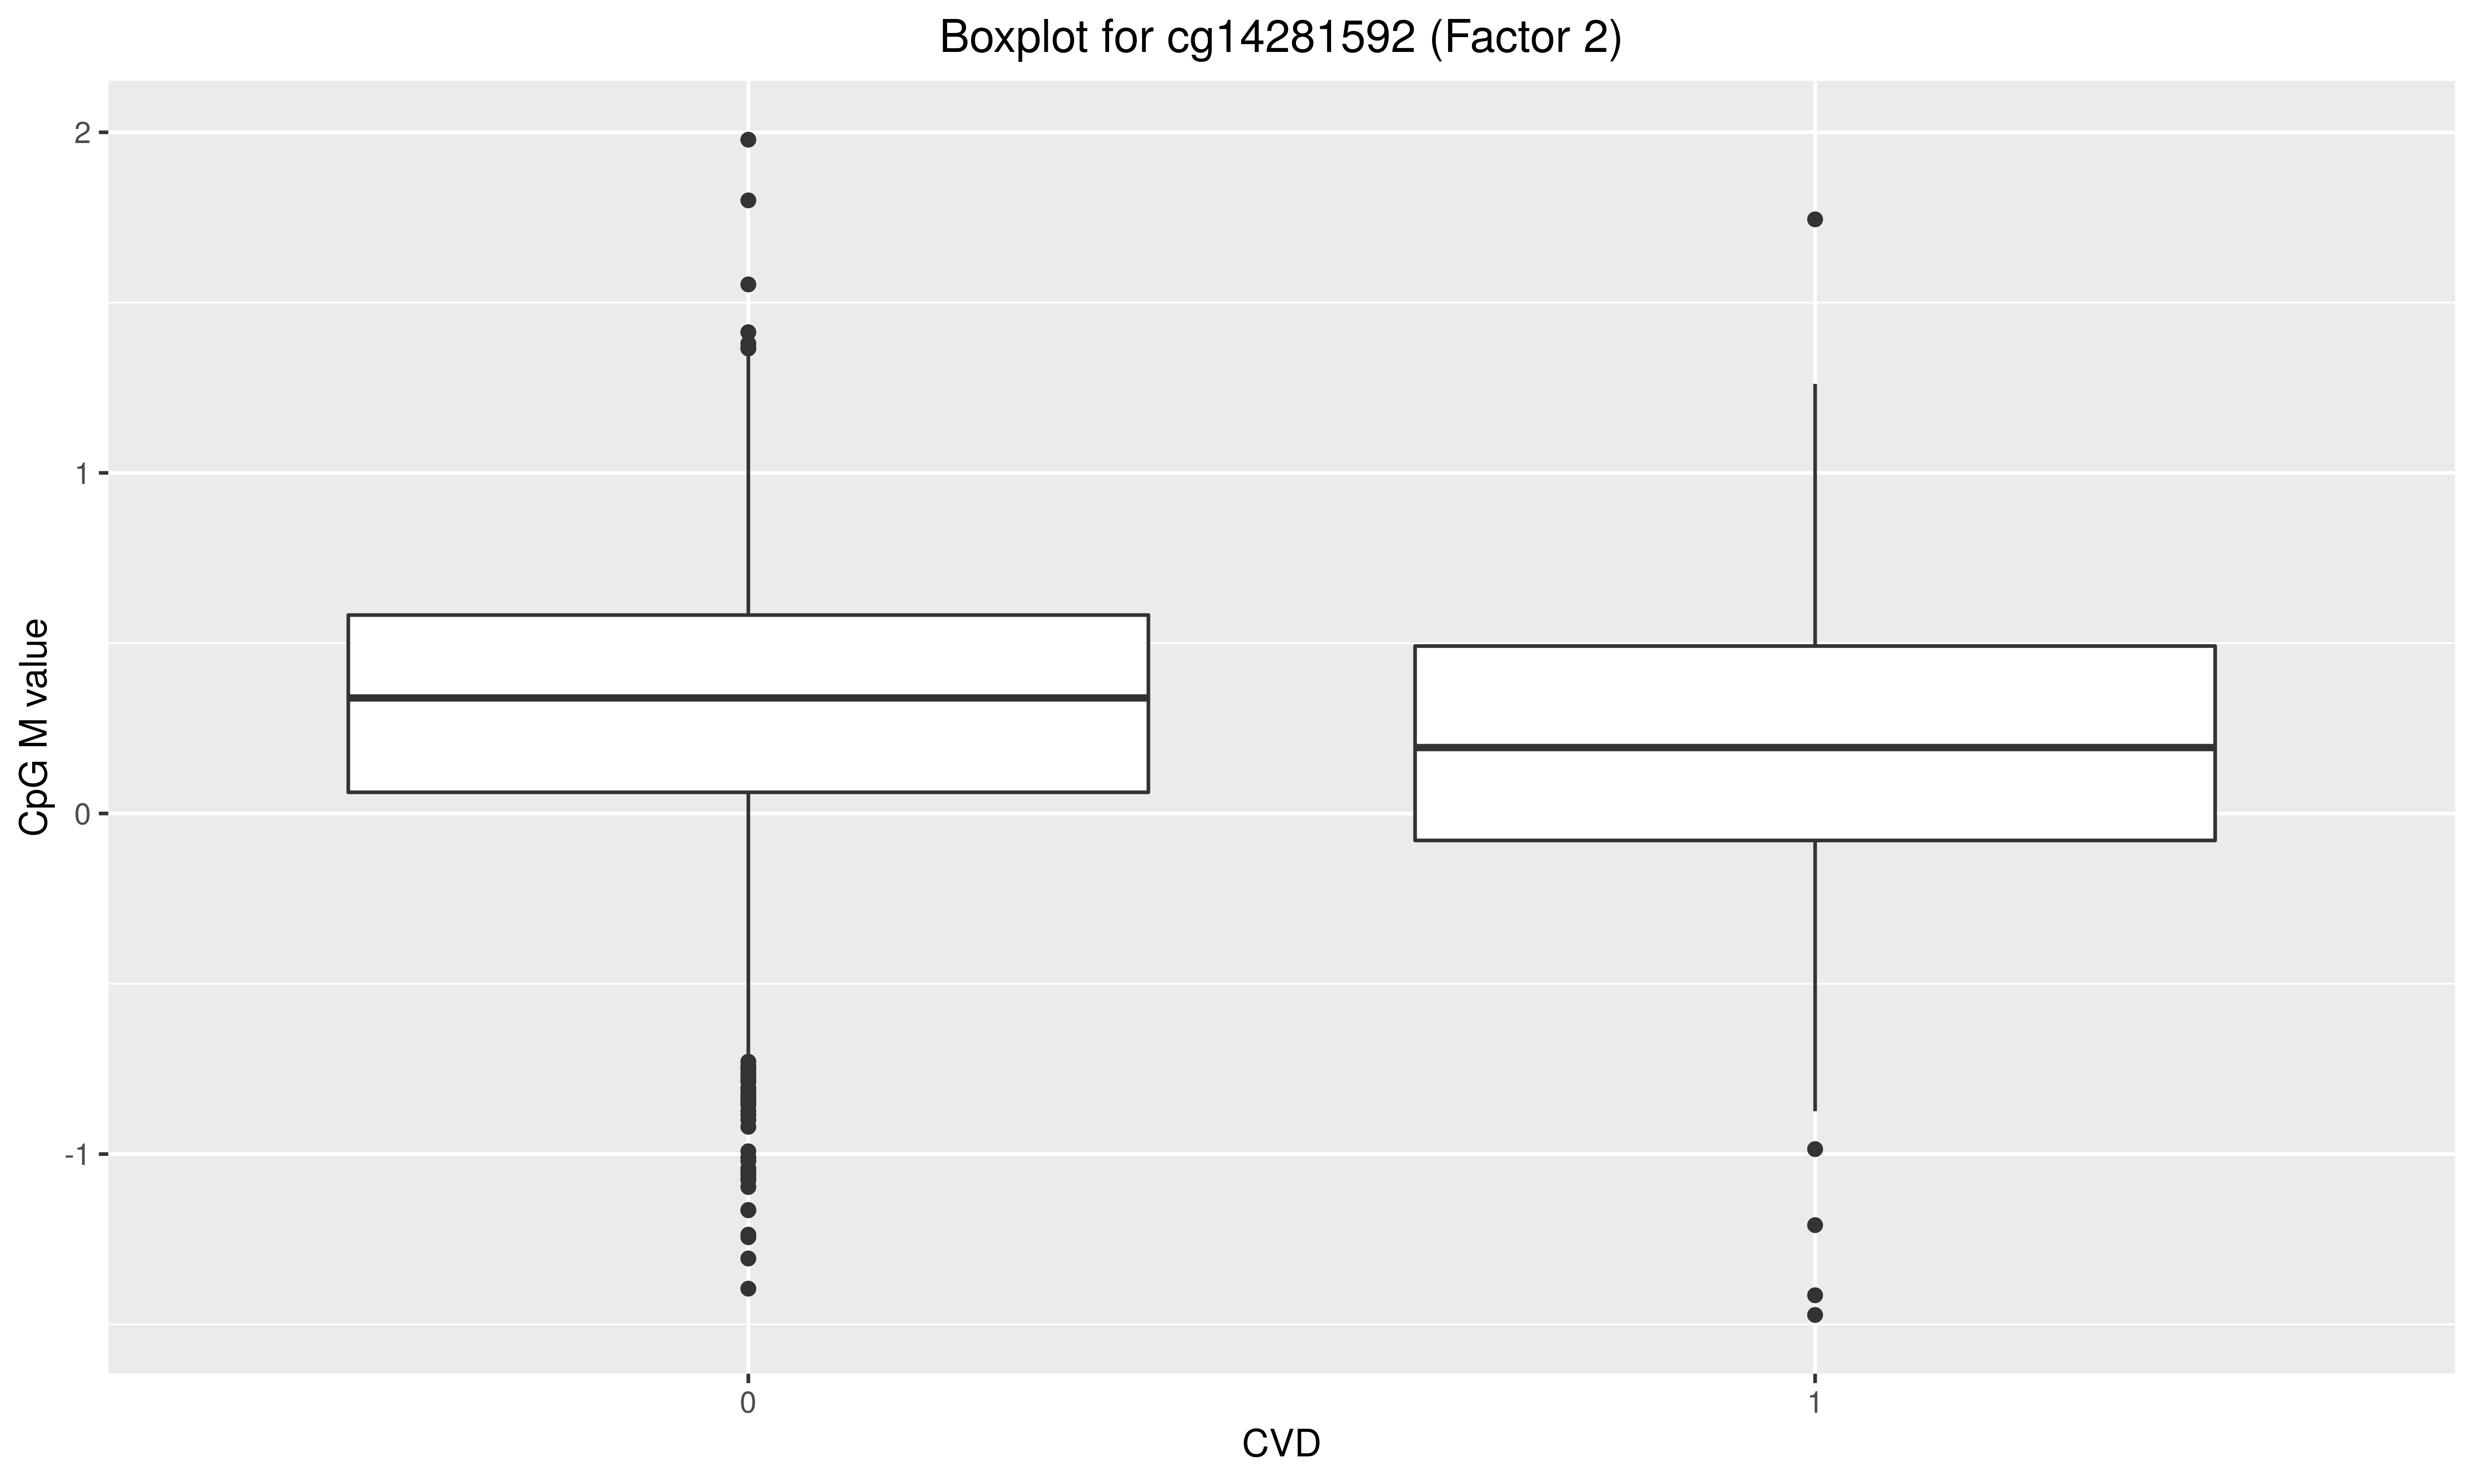 Boxplot for cg14281592 (Factor 2)
2
1
0
-1
CpG M value
0 1
CVD